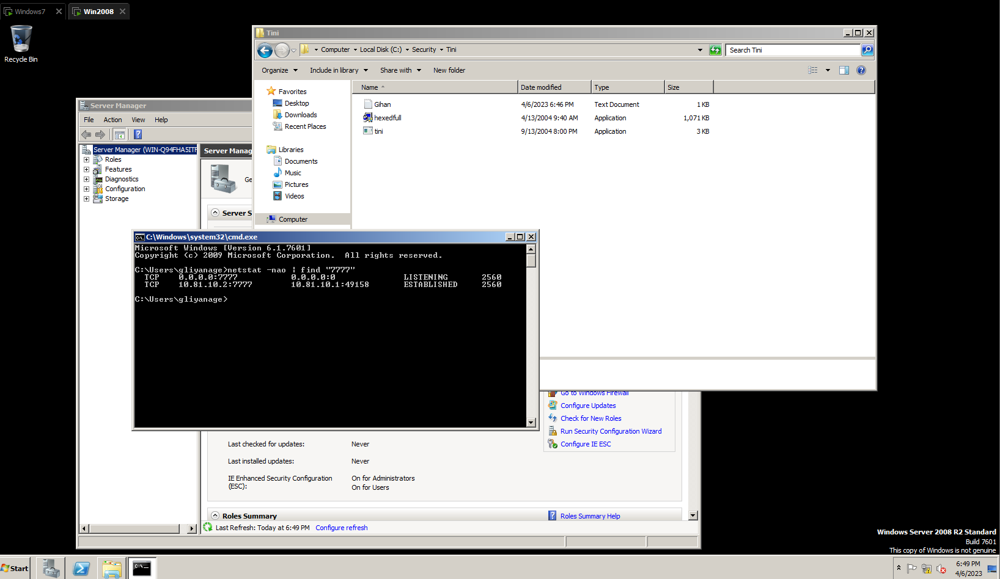 Windows7
Win2008
Recycle Bin
Tini
Computer
Local Disk (C:)
Security
Tini
Search Tini
Organize
Include in library
Share with
New folder
Favorites
Desktop
Downloads
Recent Places
Libraries
Documents
Music
Pictures
Videos
Computer
Name
Date modified
Type
Size
Gihan
4/6/2023 6:46 PM
Text Document
1 KB
hexedfull
4/13/2004 9:40 AM
Application
1,071 KB
tini
9/13/2004 8:00 PM
Application
3 KB
Server Manager
File
Action
View
Help
Server Manager (WIN-Q94FHA5ITF
Roles
Features
Diagnostics
Configuration
Storage
Server Manag
Ge
Server S
C:\Windows\system32\cmd.exe
Microsoft Windows [Version 6.1.7601]
Copyright (c) 2009 Microsoft Corporation.  All rights reserved.
C:\Users\gliyanage>netstat -nao | find "7777"
TCP    0.0.0.0:7777           0.0.0.0:0              LISTENING       2560
TCP    10.81.10.2:7777        10.81.10.1:49158       ESTABLISHED     2560
C:\Users\gliyanage>
Go to Windows Firewall
Configure Updates
Check for New Roles
Run Security Configuration Wizard
Configure IE ESC
Last checked for updates:
Never
Last installed updates:
Never
IE Enhanced Security Configuration
(ESC):
On for Administrators
On for Users
Roles Summary
Roles Summary Help
Last Refresh: Today at 6:49 PM
Configure refresh
Windows Server 2008 R2 Standard
Build 7601
This copy of Windows is not genuine
Start
C:\_
6:49 PM
4/6/2023